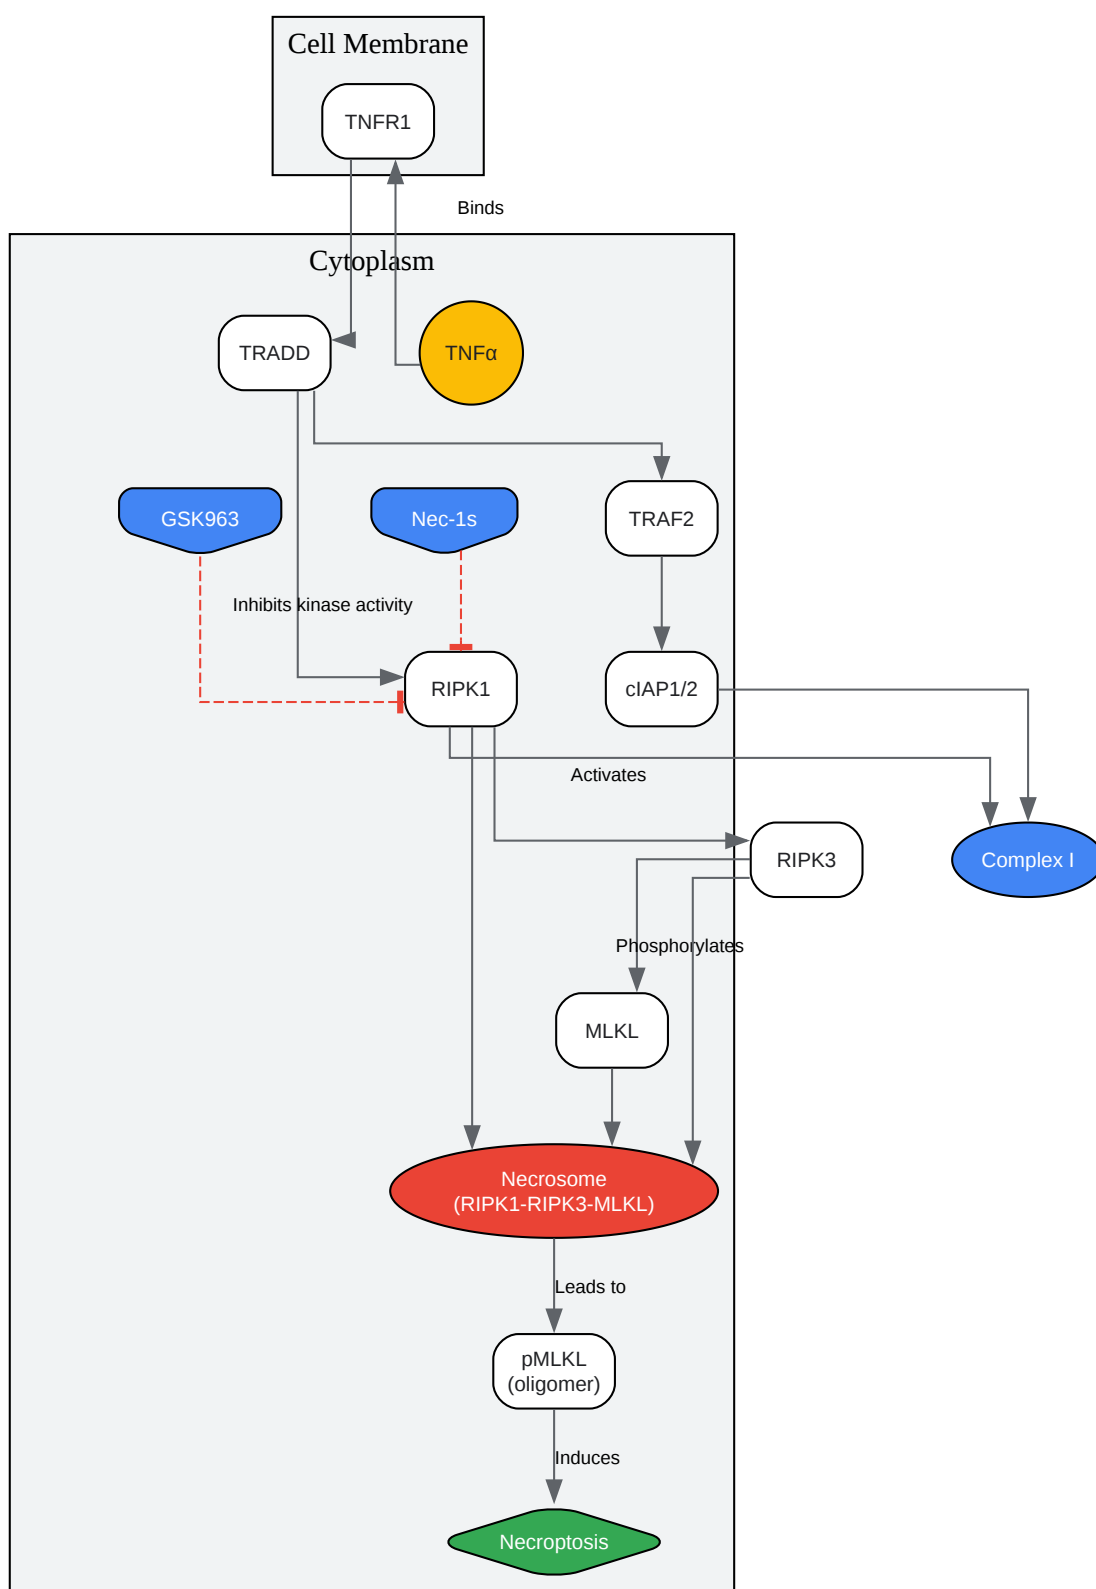 Cell Membrane
TNFR1
Binds
Cytoplasm
TRADD
TNFα
GSK963
Nec-1s
TRAF2
Inhibits kinase activity
RIPK1
cIAP1/2
Activates
RIPK3
Complex I
Phosphorylates
MLKL
Necrosome
(RIPK1-RIPK3-MLKL)
Leads to
pMLKL
(oligomer)
Induces
Necroptosis